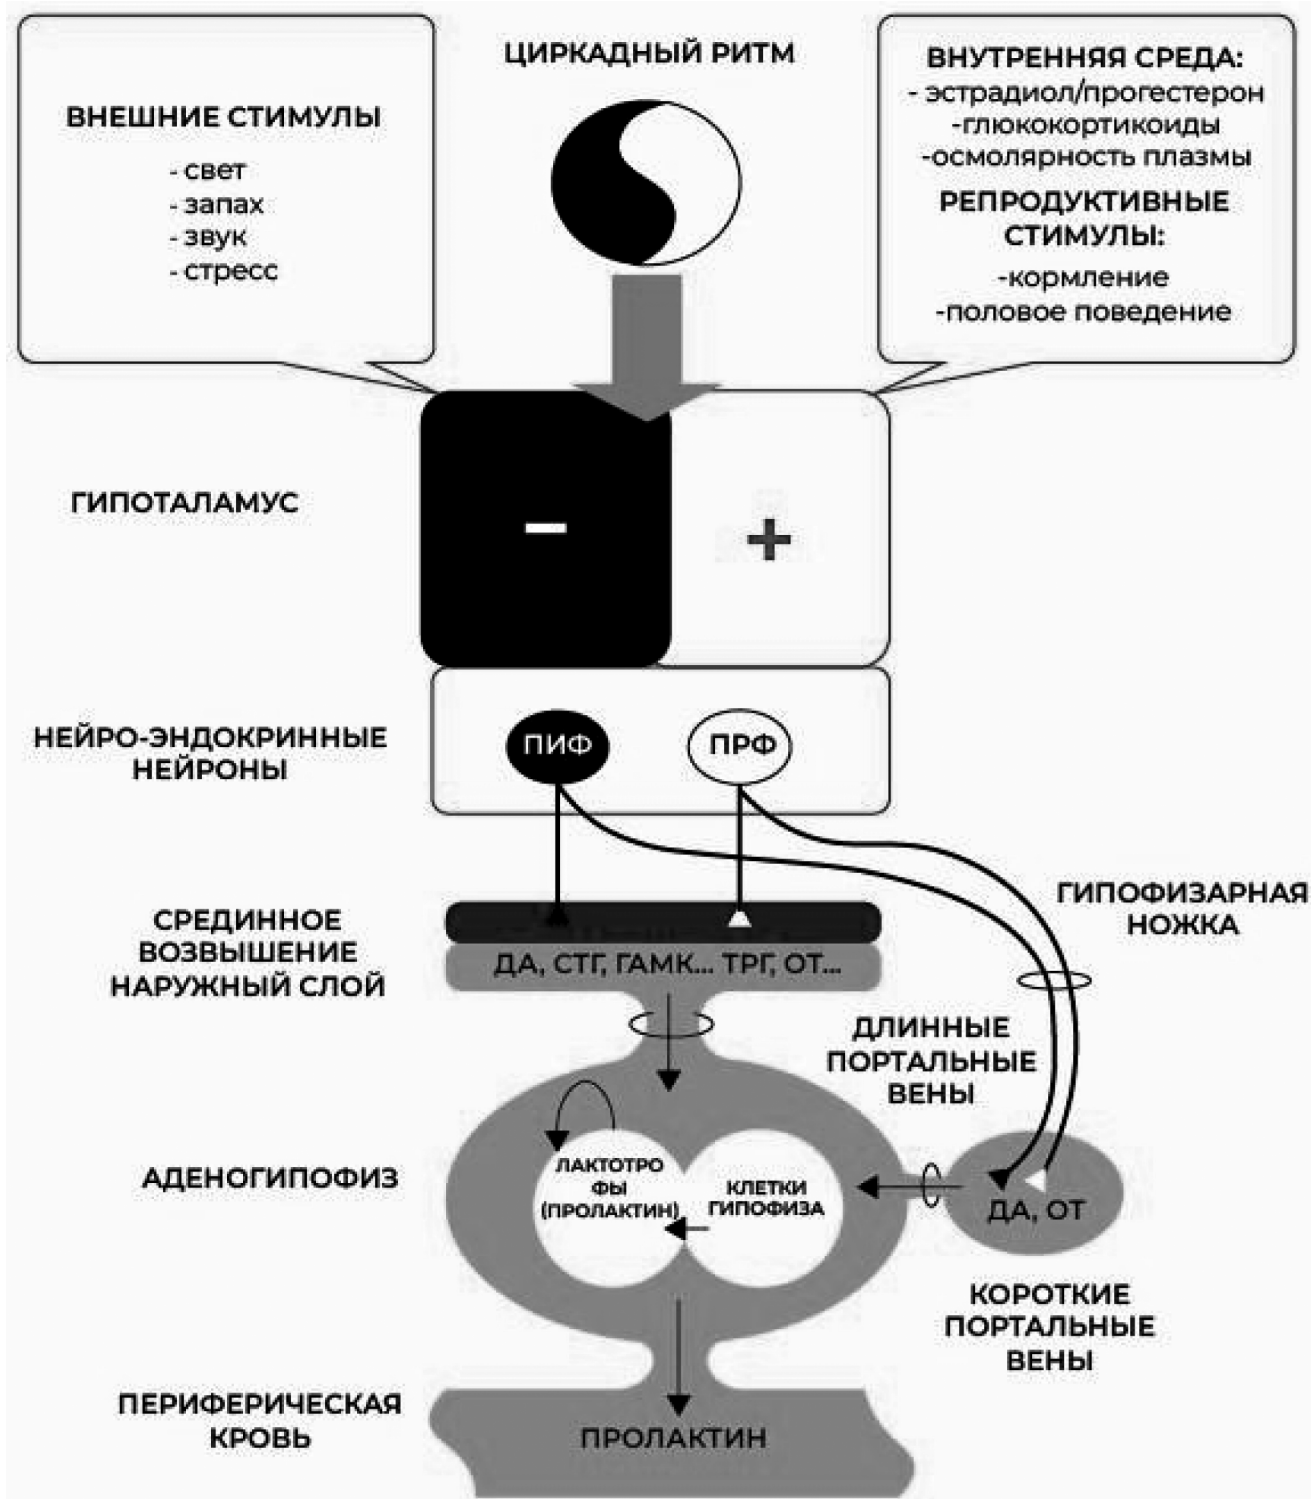 ЦИРКАДНЫЙ РИТМ
ВНЕШНИЕ СТИМУЛЫ
- свет
- запах
- звук
- стресс
ВНУТРЕННЯЯ СРЕДА:
- эстрадиол/прогестерон
-глюкокортикоиды
-осмолярность плазмы
РЕПРОДУКТИВНЫЕ
СТИМУЛЫ:
-кормление
-половое поведение
ГИПОТАЛАМУС
–
+
НЕЙРО-ЭНДОКРИННЫЕ
НЕЙРОНЫ
ПИФ
ПРФ
ГИПОФИЗАРНАЯ
НОЖКА
СРЕДИННОЕ
ВОЗВЫШЕНИЕ
НАРУЖНЫЙ СЛОЙ
ДА, СТГ, ГАМК... ТРГ, ОТ...
ДЛИННЫЕ
ПОРТАЛЬНЫЕ
ВЕНЫ
АДЕНОГИПОФИЗ
ЛАКТОТРО
ФЫ
(ПРОЛАКТИН)
КЛЕТКИ
ГИПОФИЗА
ДА, ОТ
КОРОТКИЕ
ПОРТАЛЬНЫЕ
ВЕНЫ
ПЕРИФЕРИЧЕСКАЯ
КРОВЬ
ПРОЛАКТИН